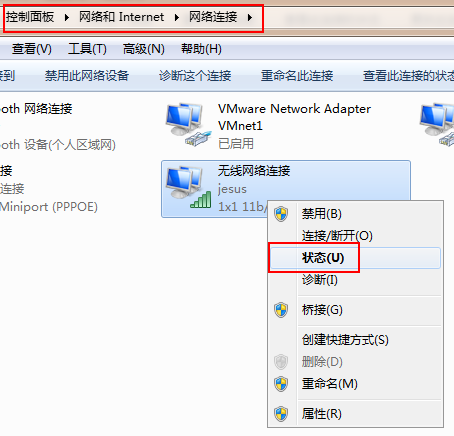 控制面板 ▸ 网络和 Internet ▸ 网络连接 ▸
查看(V) 工具(T) 高级(N) 帮助(H)
接到 禁用此网络设备 诊断这个连接 重命名此连接 查看此连接的状态
ooth 网络连接
ooth 设备(个人区域网)
接
连接
Miniport (PPPOE)
VMware Network Adapter
VMnet1
已启用
无线网络连接
jesus
1x1 11b/
禁用(B)
连接/断开(O)
状态(U)
诊断(I)
桥接(G)
创建快捷方式(S)
删除(D)
重命名(M)
属性(R)